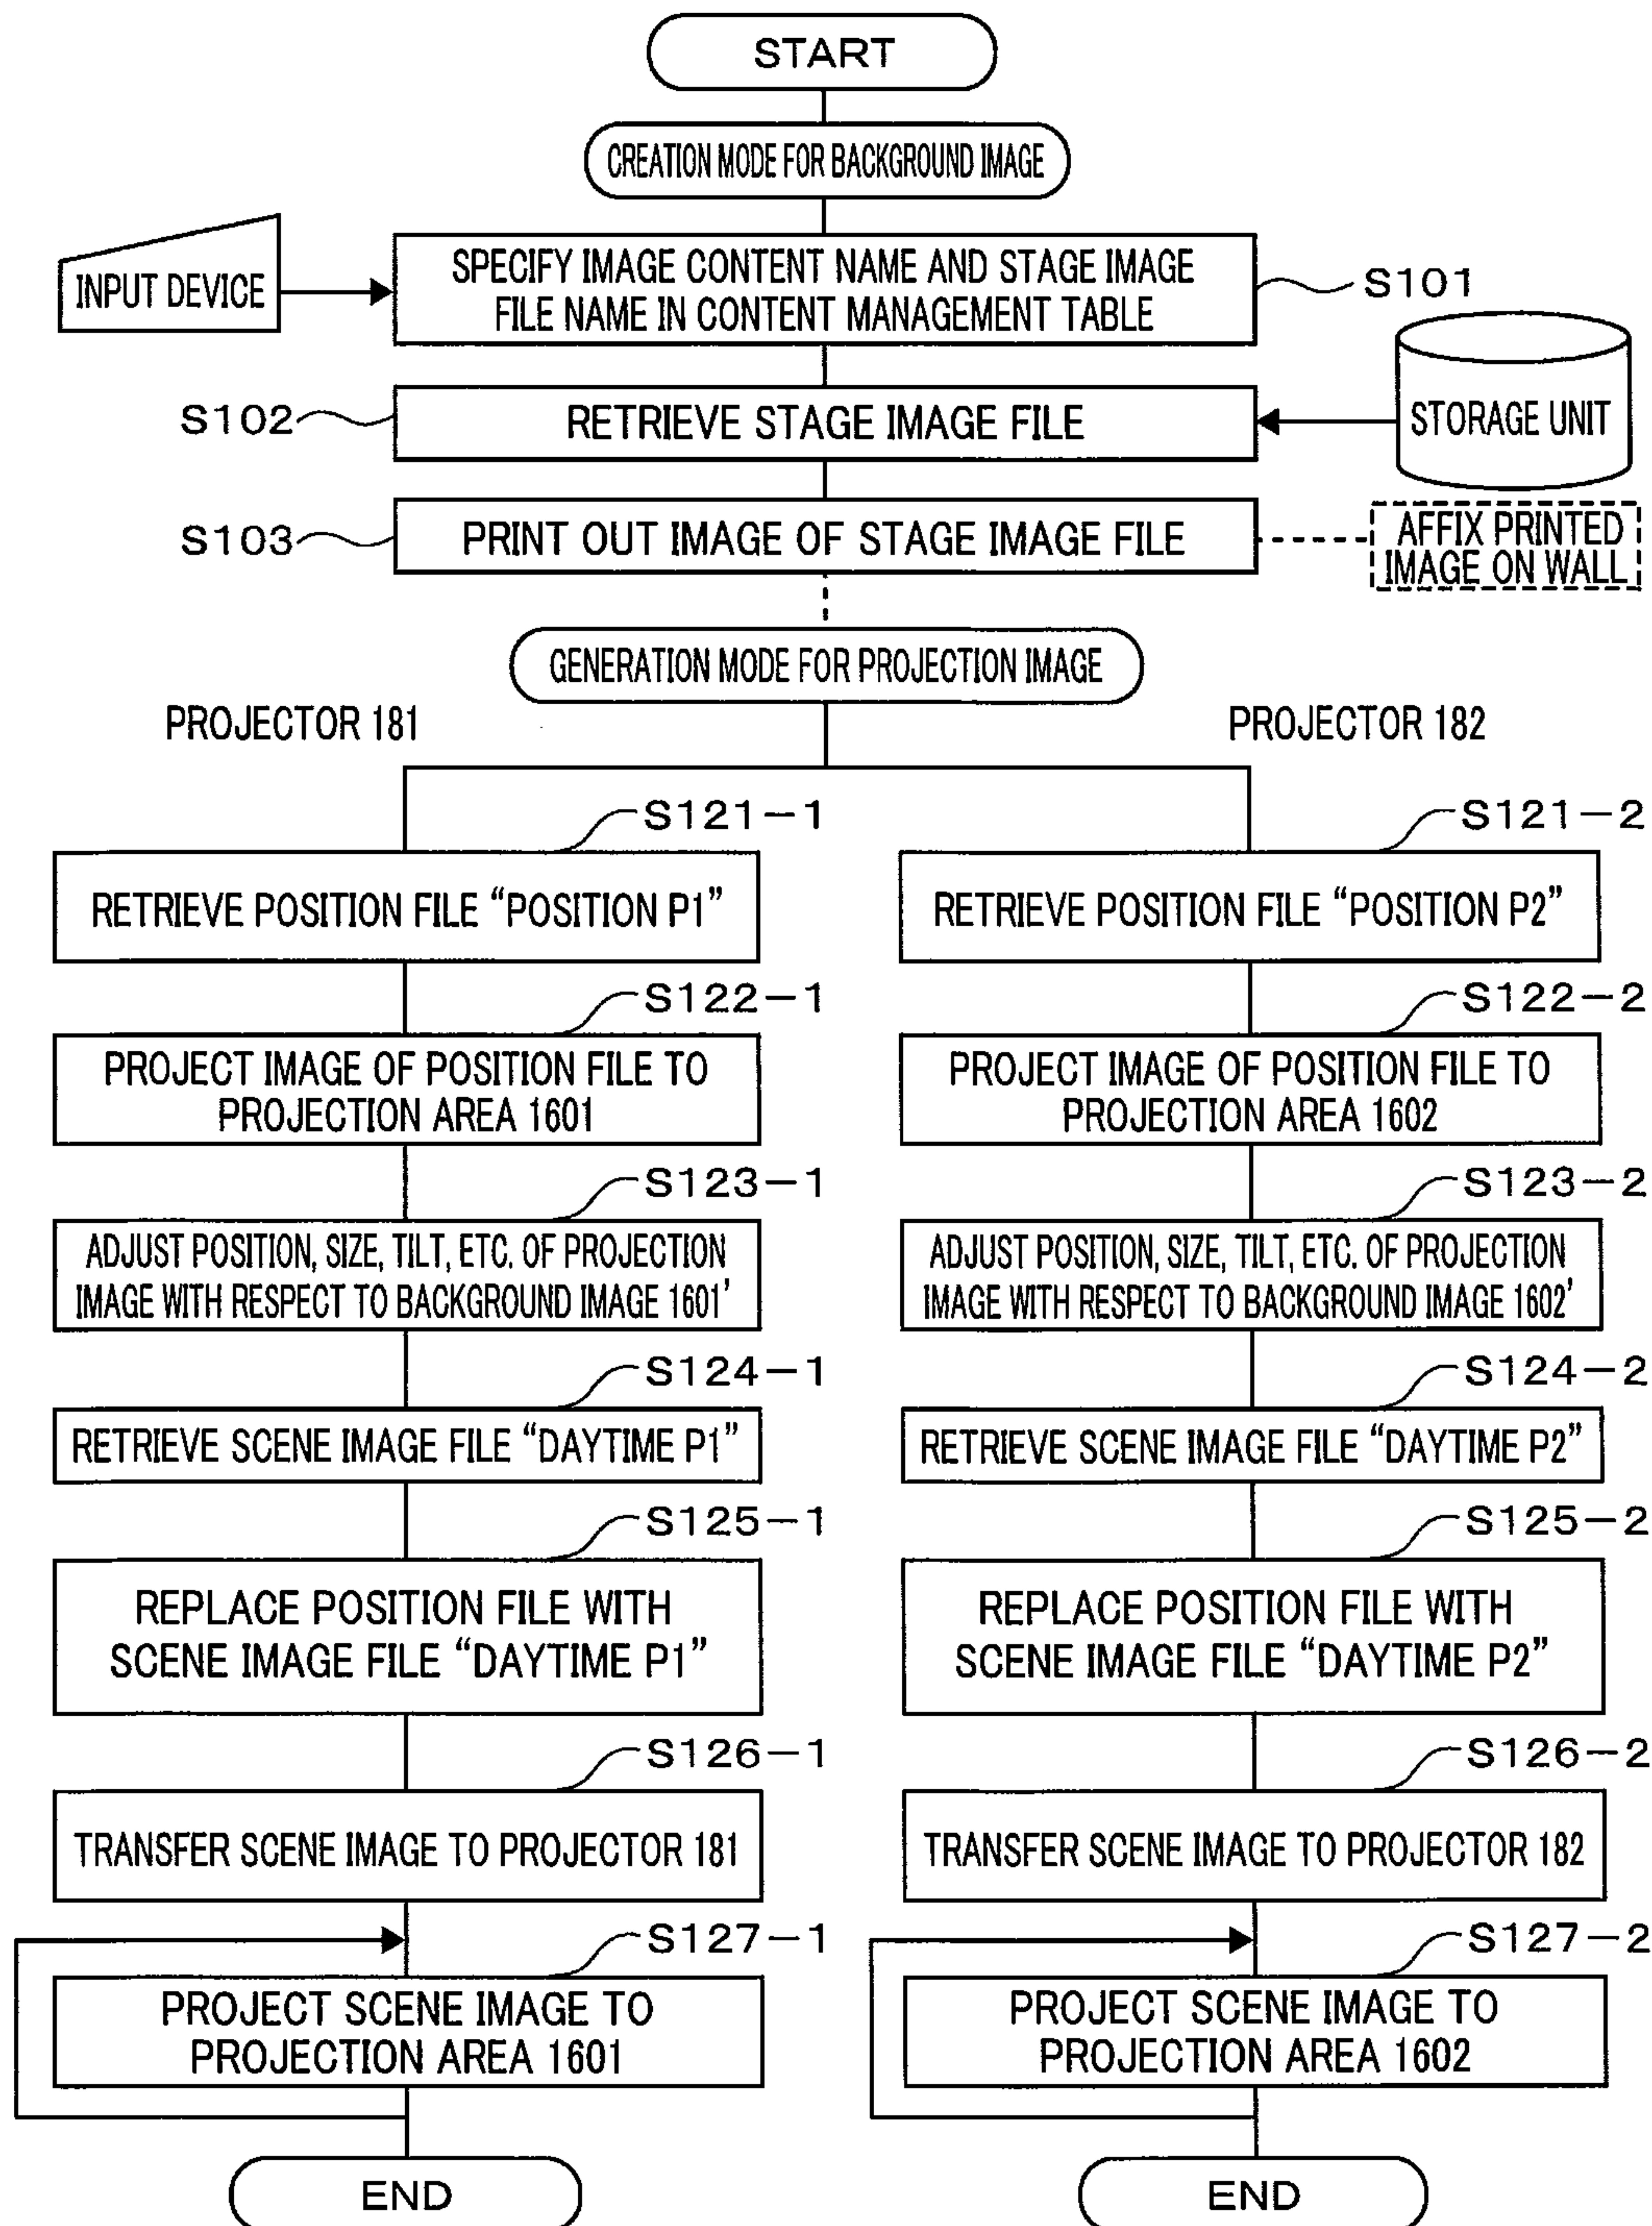 START
CREATION MODE FOR BACKGROUND IMAGE
INPUT DEVICE
SPECIFY IMAGE CONTENT NAME AND STAGE IMAGE
FILE NAME IN CONTENT MANAGEMENT TABLE
S101
S102
RETRIEVE STAGE IMAGE FILE
STORAGE UNIT
S103
PRINT OUT IMAGE OF STAGE IMAGE FILE
AFFIX PRINTED
IMAGE ON WALL
GENERATION MODE FOR PROJECTION IMAGE
PROJECTOR 181
S121-1
RETRIEVE POSITION FILE “POSITION P1”
S122-1
PROJECT IMAGE OF POSITION FILE TO
PROJECTION AREA 1601
S123-1
ADJUST POSITION, SIZE, TILT, ETC. OF PROJECTION
IMAGE WITH RESPECT TO BACKGROUND IMAGE 1601'
S124-1
RETRIEVE SCENE IMAGE FILE “DAYTIME P1”
S125-1
REPLACE POSITION FILE WITH
SCENE IMAGE FILE “DAYTIME P1”
S126-1
TRANSFER SCENE IMAGE TO PROJECTOR 181
S127-1
PROJECT SCENE IMAGE TO
PROJECTION AREA 1601
END
PROJECTOR 182
S121-2
RETRIEVE POSITION FILE “POSITION P2”
S122-2
PROJECT IMAGE OF POSITION FILE TO
PROJECTION AREA 1602
S123-2
ADJUST POSITION, SIZE, TILT, ETC. OF PROJECTION
IMAGE WITH RESPECT TO BACKGROUND IMAGE 1602'
S124-2
RETRIEVE SCENE IMAGE FILE “DAYTIME P2”
S125-2
REPLACE POSITION FILE WITH
SCENE IMAGE FILE “DAYTIME P2”
S126-2
TRANSFER SCENE IMAGE TO PROJECTOR 182
S127-2
PROJECT SCENE IMAGE TO
PROJECTION AREA 1602
END